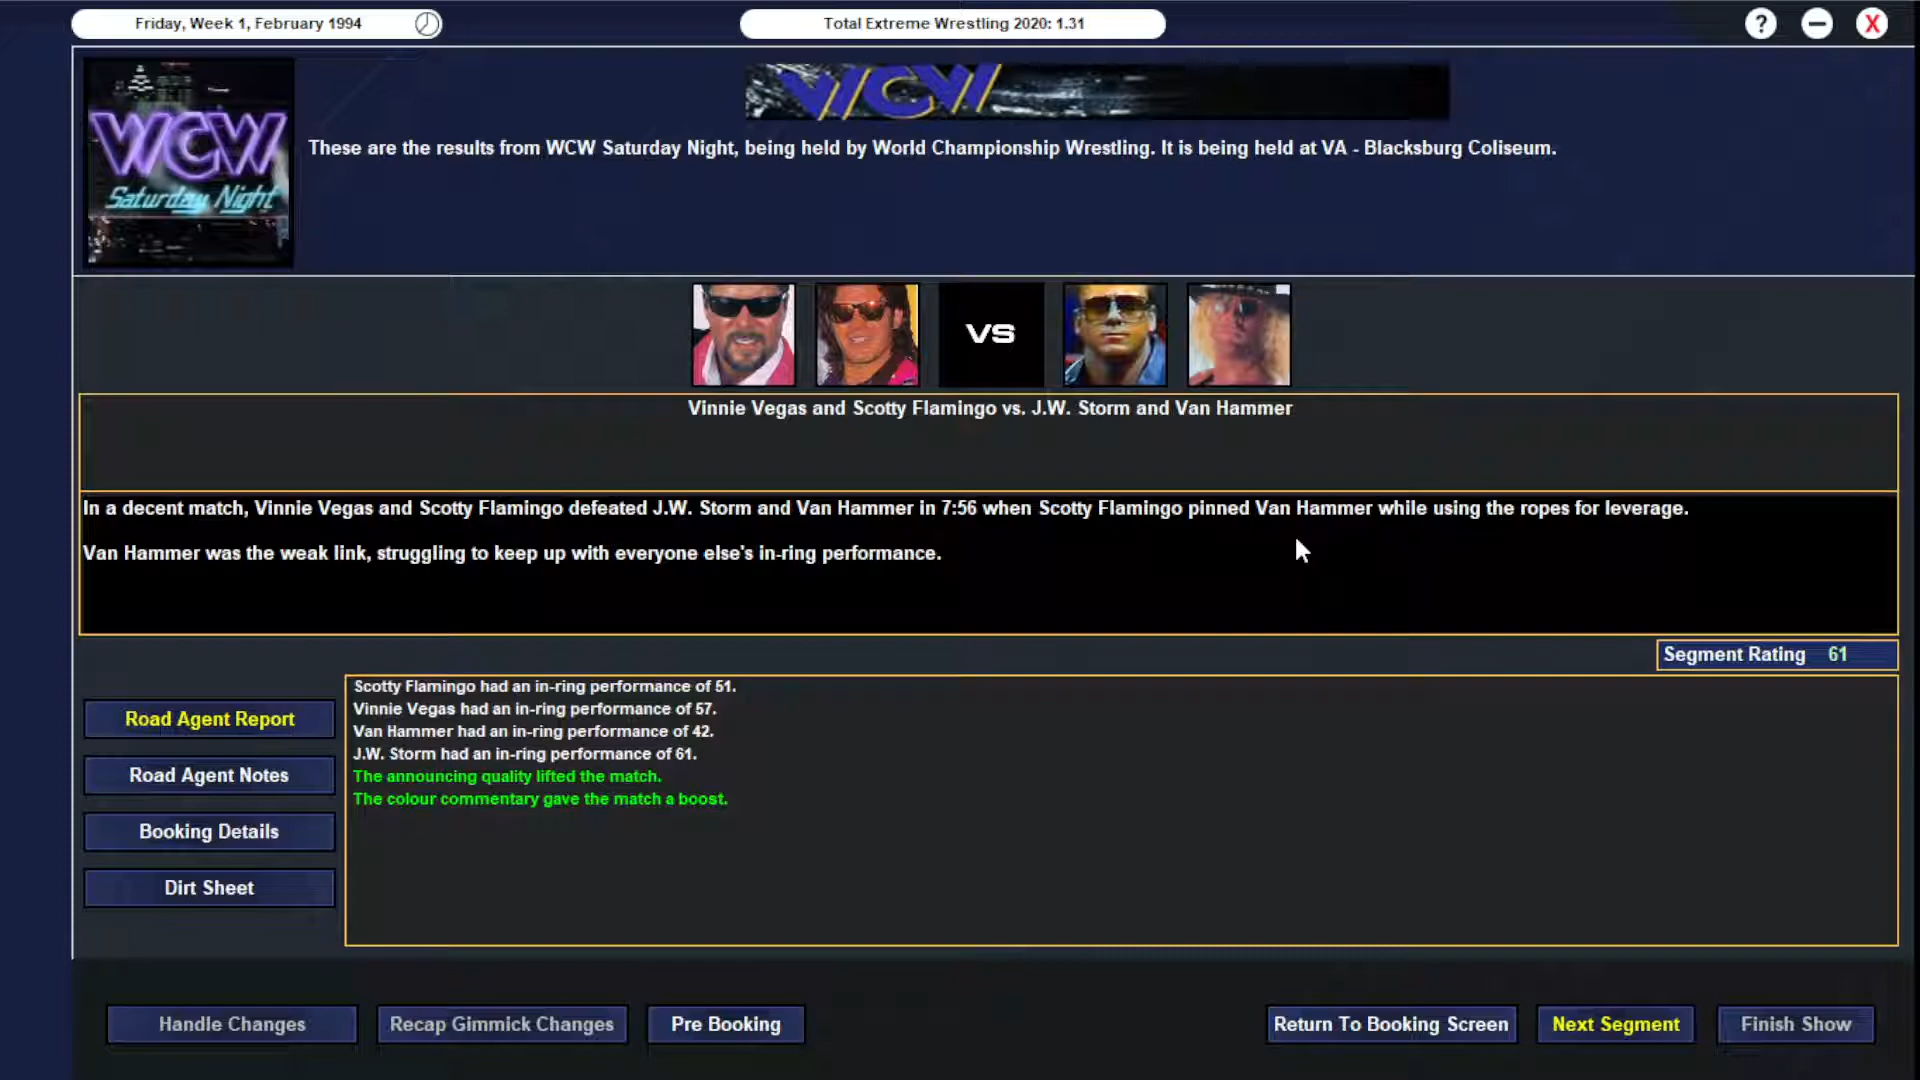 Friday, Week 1, February 1994
Total Extreme Wrestling 2020: 1.31
?
X
WCW
WCW
Saturday Night
These are the results from WCW Saturday Night, being held by World Championship Wrestling. It is being held at VA - Blacksburg Coliseum.
VS
Vinnie Vegas and Scotty Flamingo vs. J.W. Storm and Van Hammer
In a decent match, Vinnie Vegas and Scotty Flamingo defeated J.W. Storm and Van Hammer in 7:56 when Scotty Flamingo pinned Van Hammer while using the ropes for leverage.
Van Hammer was the weak link, struggling to keep up with everyone else's in-ring performance.
Segment Rating 61
Road Agent Report
Road Agent Notes
Booking Details
Dirt Sheet
Scotty Flamingo had an in-ring performance of 51.
Vinnie Vegas had an in-ring performance of 57.
Van Hammer had an in-ring performance of 42.
J.W. Storm had an in-ring performance of 61.
The announcing quality lifted the match.
The colour commentary gave the match a boost.
Handle Changes
Recap Gimmick Changes
Pre Booking
Return To Booking Screen
Next Segment
Finish Show